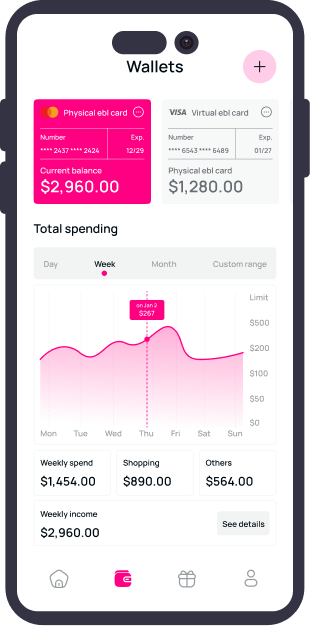 Wallets
Physical ebl card
Number Exp.
**** 2437 **** 2424 12/29
Current balance
$2,960.00
VISA Virtual ebl card
Number Exp.
**** 6543 **** 6489 01/27
Physical ebl card
$1,280.00
Total spending
Day Week Month Custom range
Limit
on Jan 2
$267
$500
$200
$100
$50
$0
Mon Tue Wed Thu Fri Sat Sun
Weekly spend
$1,454.00
Shopping
$890.00
Others
$564.00
Weekly income
$2,960.00
See details